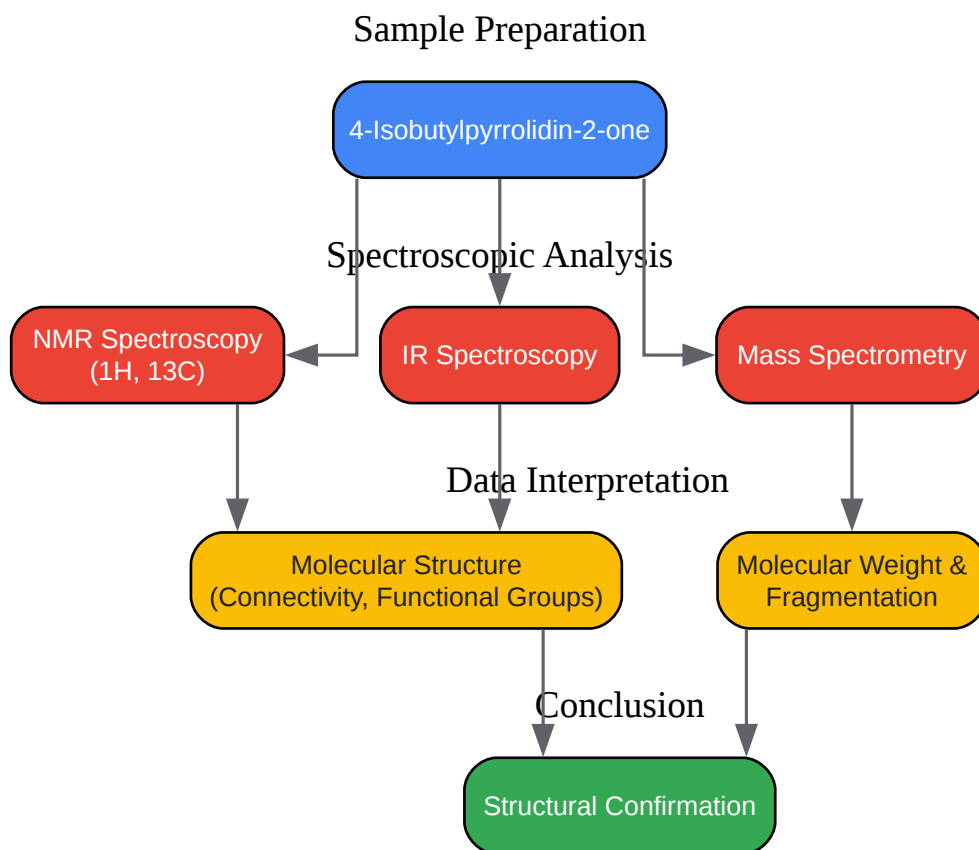 Sample Preparation
4-Isobutylpyrrolidin-2-one
Spectroscopic Analysis
NMR Spectroscopy
(1H, 13C)
IR Spectroscopy
Mass Spectrometry
Data Interpretation
Molecular Structure
(Connectivity, Functional Groups)
Molecular Weight &
Fragmentation
Conclusion
Structural Confirmation